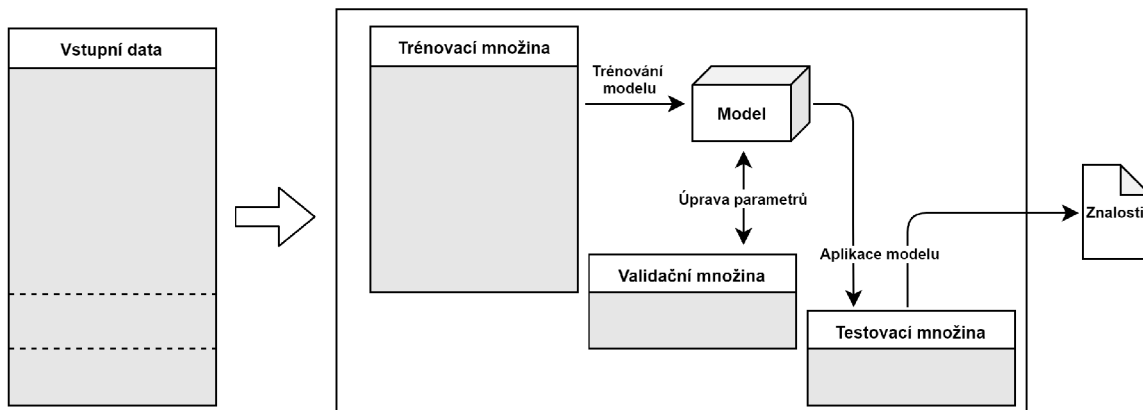 Vstupní data
Trénovací množina
Trénování
modelu
Model
Úprava parametrů
Validační množina
Aplikace modelu
Testovací množina
Znalosti